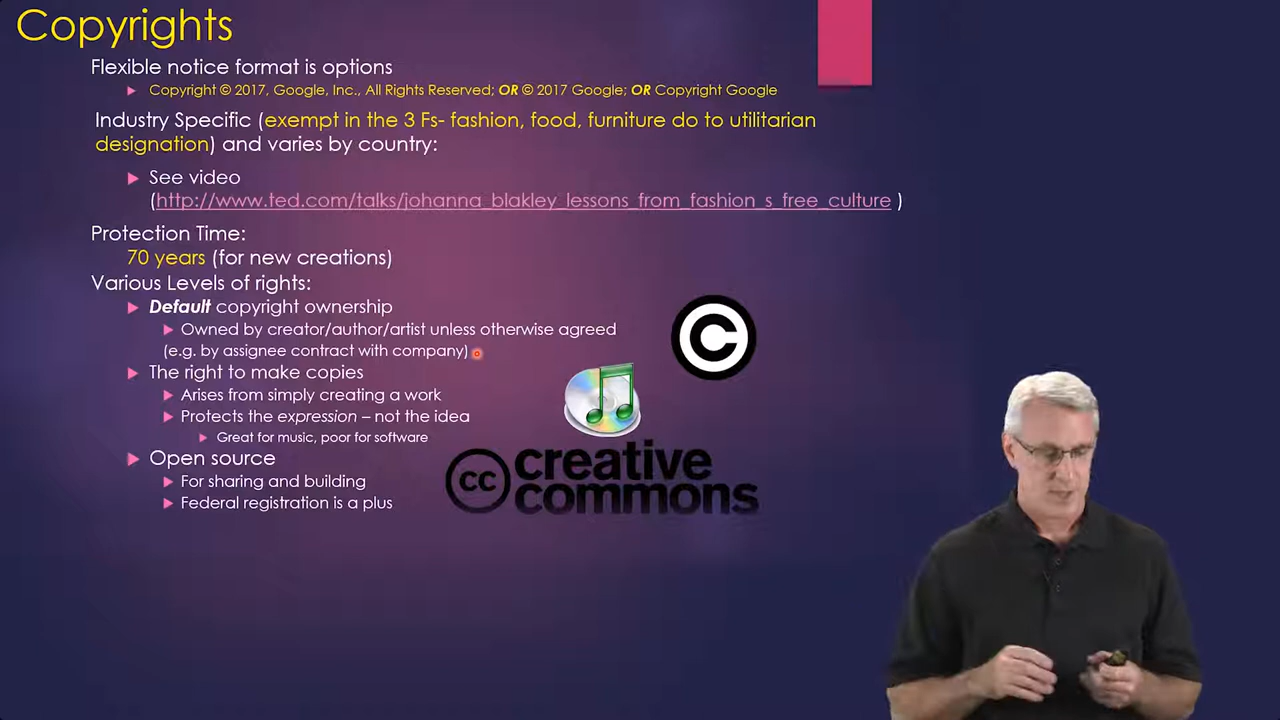 Copyrights
Flexible notice format is options
Copyright © 2017, Google, Inc., All Rights Reserved; OR © 2017 Google; OR Copyright Google
Industry Specific (exempt in the 3 Fs- fashion, food, furniture do to utilitarian
designation) and varies by country:
See video
(http://www.ted.com/talks/johanna_blakley_lessons_from_fashion_s_free_culture )
Protection Time:
70 years (for new creations)
Various Levels of rights:
Default copyright ownership
Owned by creator/author/artist unless otherwise agreed
(e.g. by assignee contract with company)
The right to make copies
Arises from simply creating a work
Protects the expression – not the idea
Great for music, poor for software
Open source
For sharing and building
Federal registration is a plus
©
cc creative
commons